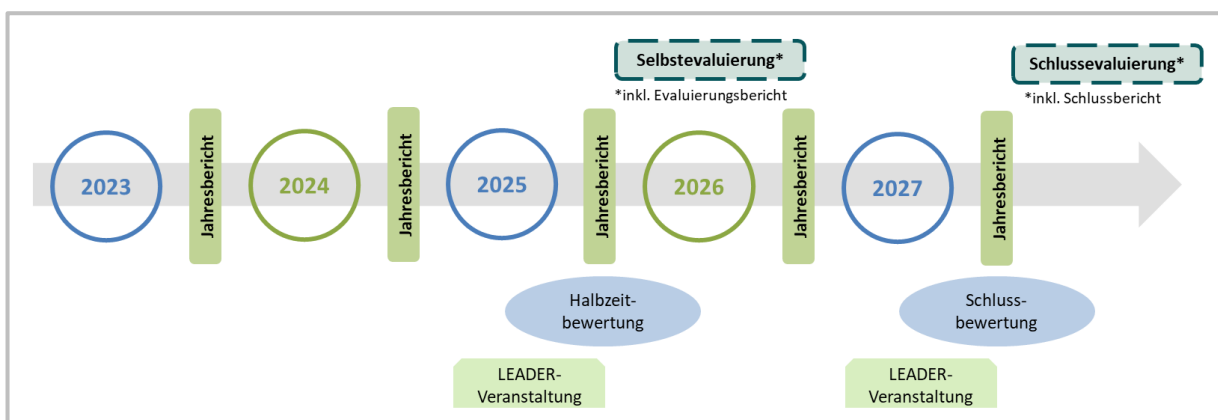 Selbstevaluierung*
*inkl. Evaluierungsbericht
Schlussevaluierung*
*inkl. Schlussbericht
2023
Jahresbericht
2024
Jahresbericht
2025
Jahresbericht
2026
Jahresbericht
2027
Jahresbericht
Halbzeit-
bewertung
Schluss-
bewertung
LEADER-
Veranstaltung
LEADER-
Veranstaltung